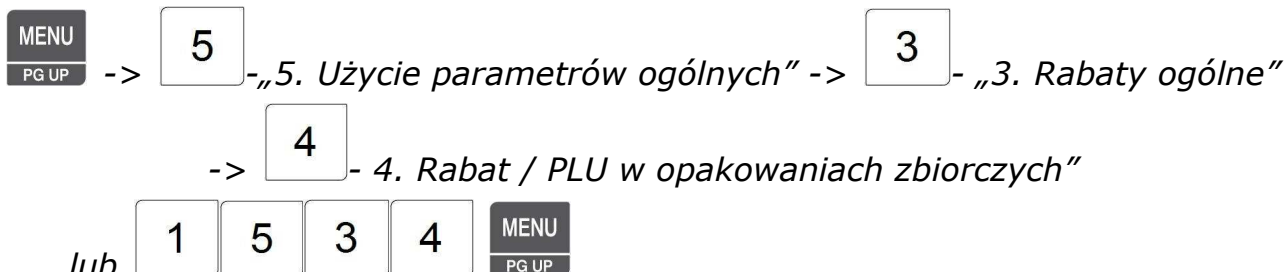 MENU
PG UP -> 5 -„5. Użycie parametrów ogólnych” -> 3 - „3. Rabaty ogólne”
-> 4 - 4. Rabat / PLU w opakowaniach zbiorczych”
lub 1 5 3 4 MENU
PG UP